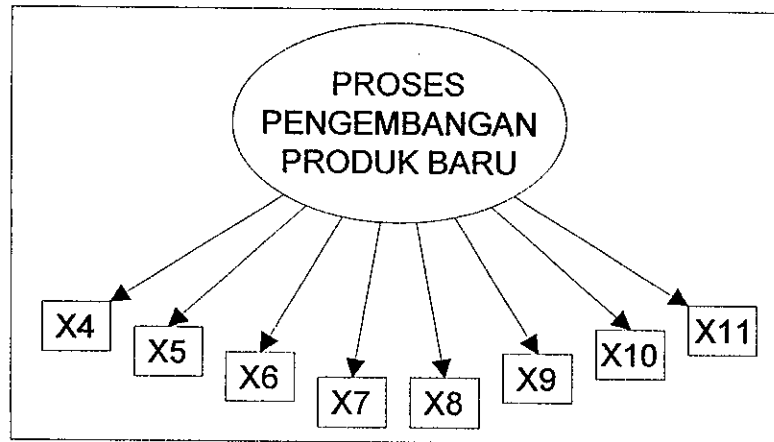 PROSES
PENGEMBANGAN
PRODUK BARU
X4
X5
X6
X7
X8
X9
X10
X11